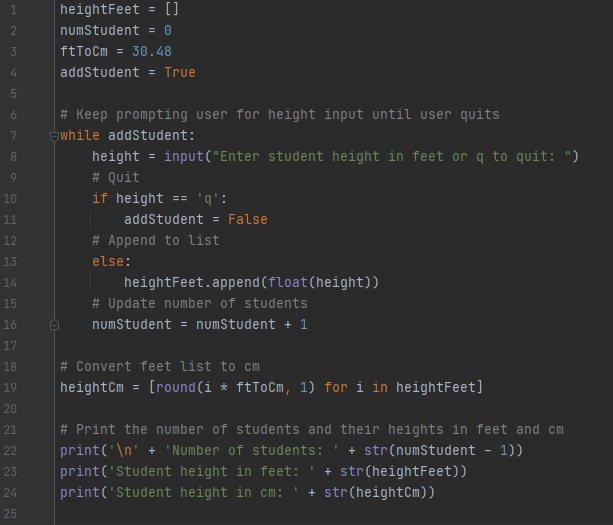 1 heightFeet = []
2 numStudent = 0
3 ftToCm = 30.48
4 addStudent = True
5
6 # Keep prompting user for height input until user quits
7 while addStudent:
8     height = input("Enter student height in feet or q to quit: ")
9     # Quit
10     if height == 'q':
11         addStudent = False
12     # Append to list
13     else:
14         heightFeet.append(float(height))
15     # Update number of students
16     numStudent = numStudent + 1
17
18 # Convert feet list to cm
19 heightCm = [round(i * ftToCm, 1) for i in heightFeet]
20
21 # Print the number of students and their heights in feet and cm
22 print('\n' + 'Number of students: ' + str(numStudent - 1))
23 print('Student height in feet: ' + str(heightFeet))
24 print('Student height in cm: ' + str(heightCm))
25